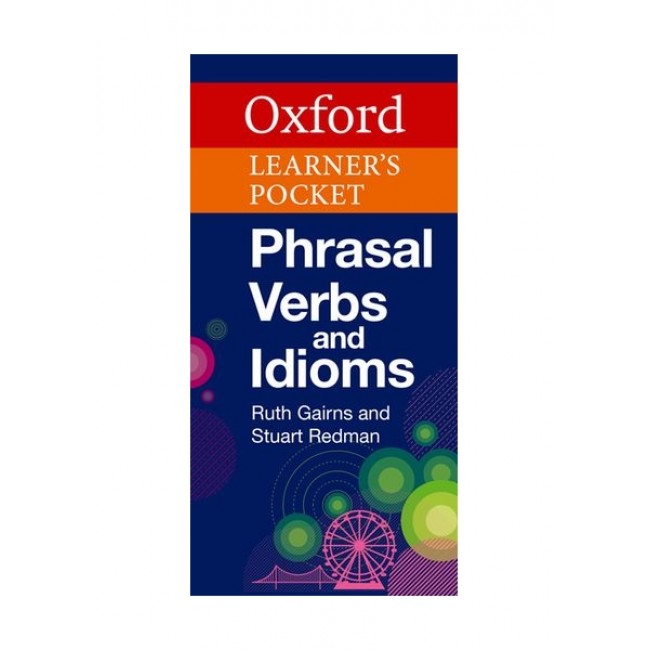 Oxford
LEARNER'S
POCKET
Phrasal
Verbs
and
Idioms
Ruth Gairns and
Stuart Redman